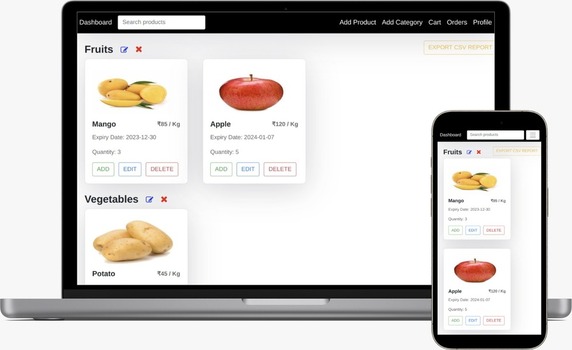 Dashboard Search products Add Product Add Category Cart Orders Profile
Fruits EXPORT CSV REPORT
Mango ₹85 / Kg
Expiry Date: 2023-12-30
Quantity: 3
ADD EDIT DELETE
Apple ₹120 / Kg
Expiry Date: 2024-01-07
Quantity: 5
ADD EDIT DELETE
Vegetables
Potato ₹45 / Kg
Dashboard Search products
Fruits EXPORT CSV REPORT
Mango ₹85 / Kg
Expiry Date: 2023-12-30
Quantity: 3
ADD EDIT DELETE
Apple ₹120 / Kg
Expiry Date: 2024-01-07
Quantity: 5
ADD EDIT DELETE